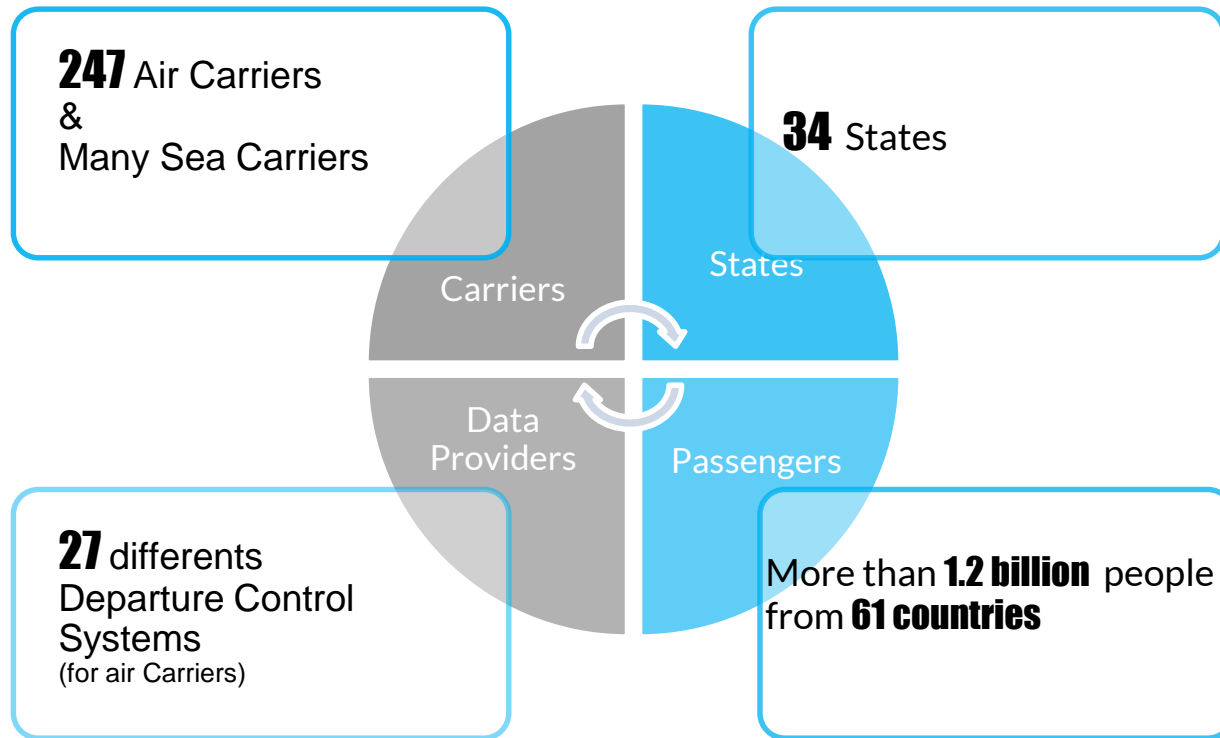 247 Air Carriers
&
Many Sea Carriers
34 States
Carriers
States
Data
Providers
Passengers
27 differents
Departure Control
Systems
(for air Carriers)
More than 1.2 billion people
from 61 countries